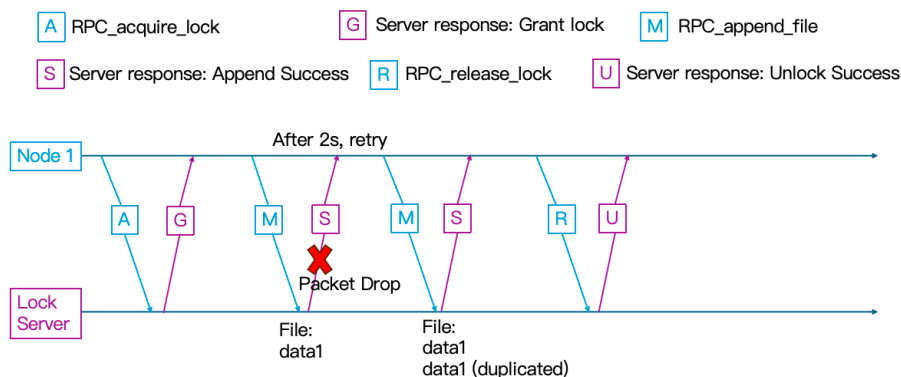 A RPC_acquire_lock
G Server response: Grant lock
M RPC_append_file
S Server response: Append Success
R RPC_release_lock
U Server response: Unlock Success
After 2s, retry
Node 1
A
G
M
S
M
S
R
U
Packet Drop
Lock
Server
File:
data1
File:
data1
data1 (duplicated)